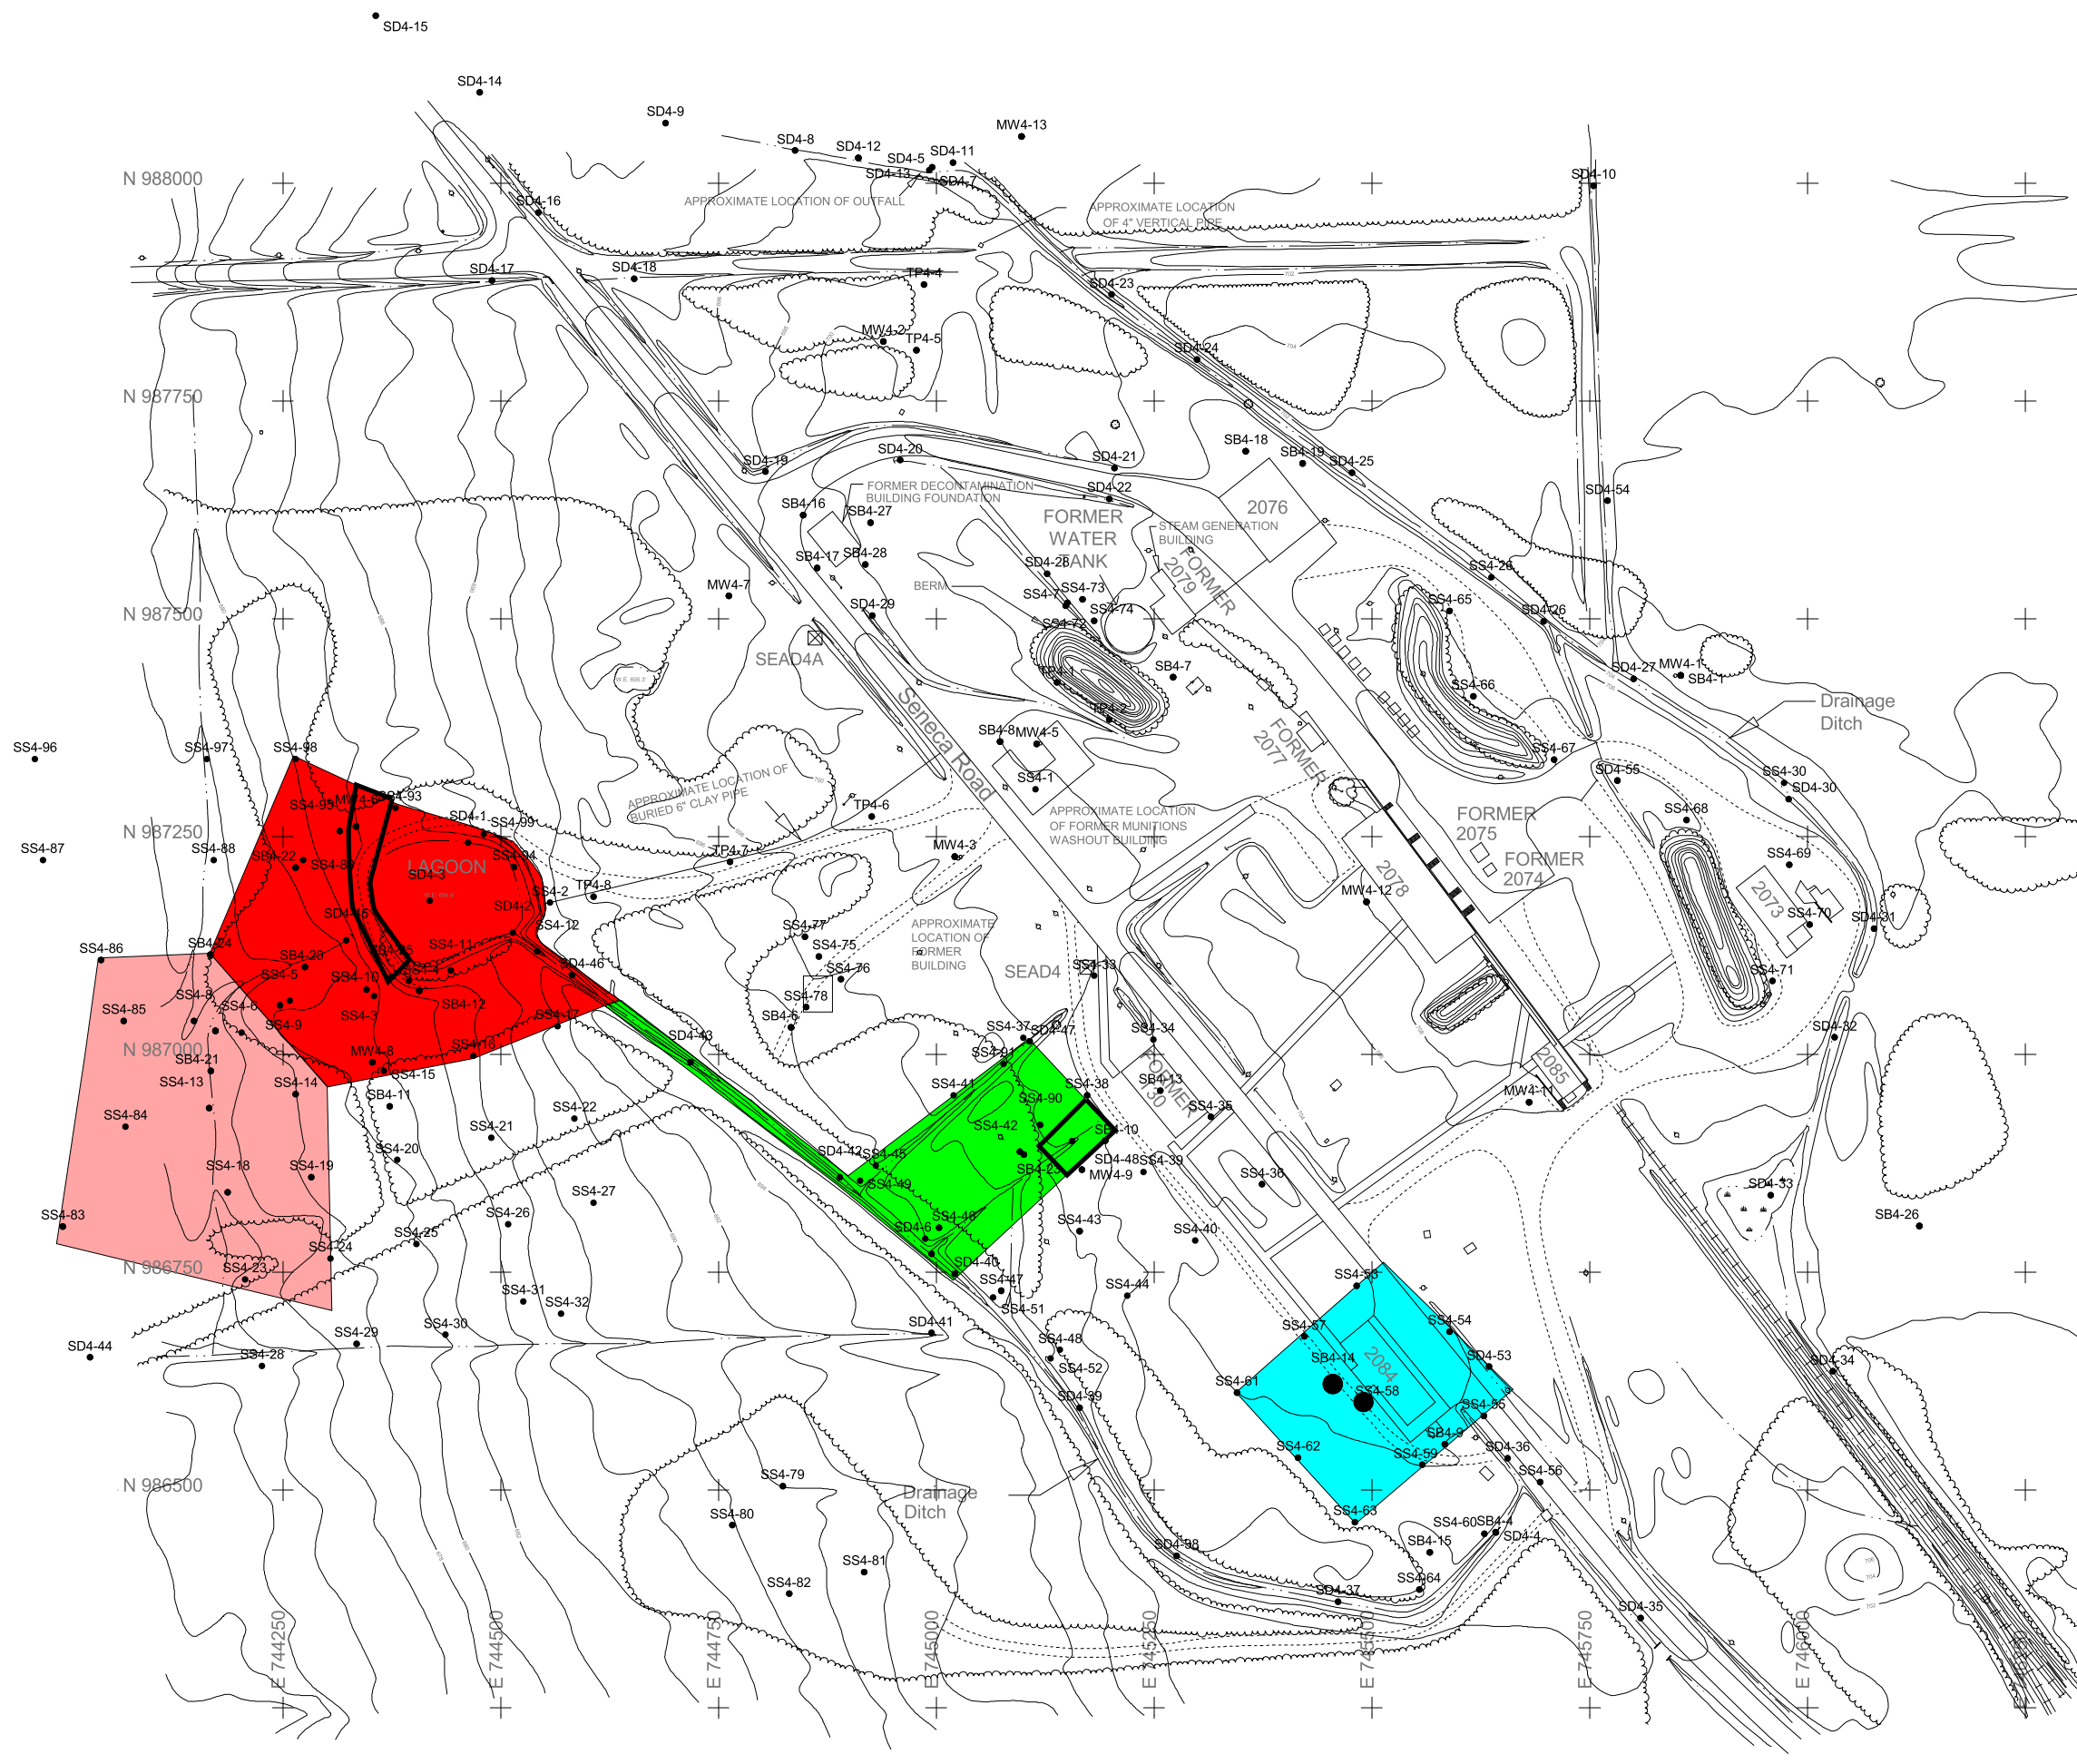 SD4-15
SD4-14
SD4-9
SD4-8
SD4-12
SD4-5
SD4-11
MW4-13
SD4-13
SD4-7
SD4-10
N 988000
SD4-16
APPROXIMATE LOCATION OF OUTFALL
APPROXIMATE LOCATION
OF 4" VERTICAL PIPE
SD4-17
SD4-18
TP4-4
SD4-23
702
MW4-2
TP4-5
SD4-24
704
N 987750
SD4-19
SD4-20
SD4-21
SB4-18
SB4-19
SD4-25
SD4-22
SD4-54
FORMER DECONTAMINATION
BUILDING FOUNDATION
SB4-16
SB4-27
FORMER
WATER
TANK
2076
STEAM GENERATION
BUILDING
SB4-17
SB4-28
SD4-28
FORMER
2079
SS4-26
MW4-7
BERM
SS4-7
SS4-73
SS4-74
SS4-72
SD4-29
SS4-65
SD4-26
N 987500
SEAD4A
TP4-1
SB4-7
SD4-27
MW4-1
SB4-1
SS4-66
Seneca Road
TP4-2
Drainage
Ditch
SS4-96
SS4-97
SS4-98
SB4-8
MW4-5
FORMER
2077
SS4-67
SD4-55
SS4-30
SD4-30
APPROXIMATE LOCATION OF
BURIED 6" CLAY PIPE
SS4-1
SS4-95
MW4-6
SS4-93
TP4-6
APPROXIMATE LOCATION
OF FORMER MUNITIONS
WASHOUT BUILDING
FORMER
2075
SS4-68
N 987250
SD4-1
SS4-99
SS4-87
SS4-88
SB4-22
SS4-89
LAGOON
SD4-3
SS4-94
TP4-7
MW4-3
2078
FORMER
2074
SS4-69
SS4-2
TP4-8
MW4-12
2073
SD4-45
SD4-2
SS4-12
SS4-77
APPROXIMATE
LOCATION OF
FORMER
BUILDING
SS4-70
SD4-31
SS4-86
SB4-24
SB4-20
SS4-11
SS4-75
SEAD4
SS4-33
SS4-5
SS4-10
SS4-4
SD4-46
SS4-76
SS4-71
SS4-85
SS4-8
SS4-6
SS4-9
SS4-3
SB4-12
SS4-78
SB4-6
SS4-17
SS4-37
SD4-47
SS4-34
SD4-32
N 987000
SB4-21
MW4-8
SS4-16
SD4-43
SS4-91
2085
SS4-13
SS4-14
SS4-15
SB4-11
SS4-41
SS4-38
SB4-13
FORMER
SS4-90
SS4-35
MW4-11
SS4-84
SS4-21
SS4-22
SS4-42
SB4-10
SS4-20
SD4-42
SS4-45
SB4-23
SD4-48
MW4-9
SS4-39
SS4-36
SS4-18
SS4-19
SS4-49
SS4-27
SD4-33
SS4-83
SS4-25
SS4-26
SD4-6
SS4-46
SS4-43
SS4-40
SB4-26
SS4-24
N 986750
SS4-23
SD4-40
SS4-47
SS4-44
SS4-53
SS4-31
SS4-32
SS4-51
SS4-30
SD4-41
SS4-57
SS4-54
SD4-44
SS4-29
SS4-28
SS4-48
SS4-52
SB4-14
2084
SD4-53
SD4-34
SD4-39
SS4-61
SS4-58
SS4-55
SS4-62
SB4-9
SS4-59
SD4-36
SS4-79
N 986500
Drainage
Ditch
SS4-56
SS4-80
SS4-63
SS4-60
SB4-4
SD4-4
SD4-98
SB4-15
SS4-81
706
704
SS4-82
SS4-64
SD4-37
702
SD4-35
E 744250
E 744500
E 744750
E 745000
E 745250
E 745500
E 745750
E 746000